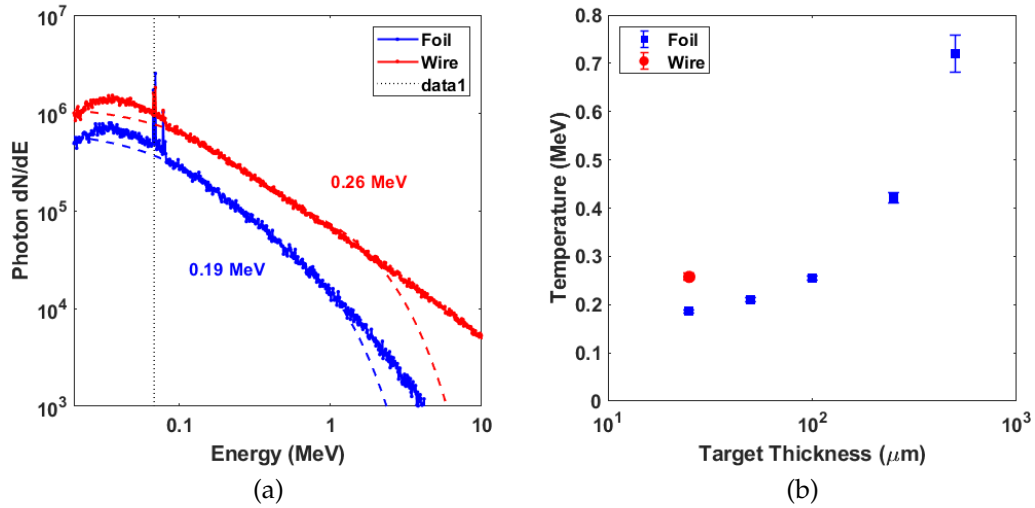 10^7
10^6
10^5
10^4
10^3
Photon dN/dE
Foil
Wire
data1
0.26 MeV
0.19 MeV
0.1
1
10
Energy (MeV)
(a)
0.8
0.7
0.6
0.5
0.4
0.3
0.2
0.1
0
Temperature (MeV)
Foil
Wire
10^1
10^2
10^3
Target Thickness (μm)
(b)